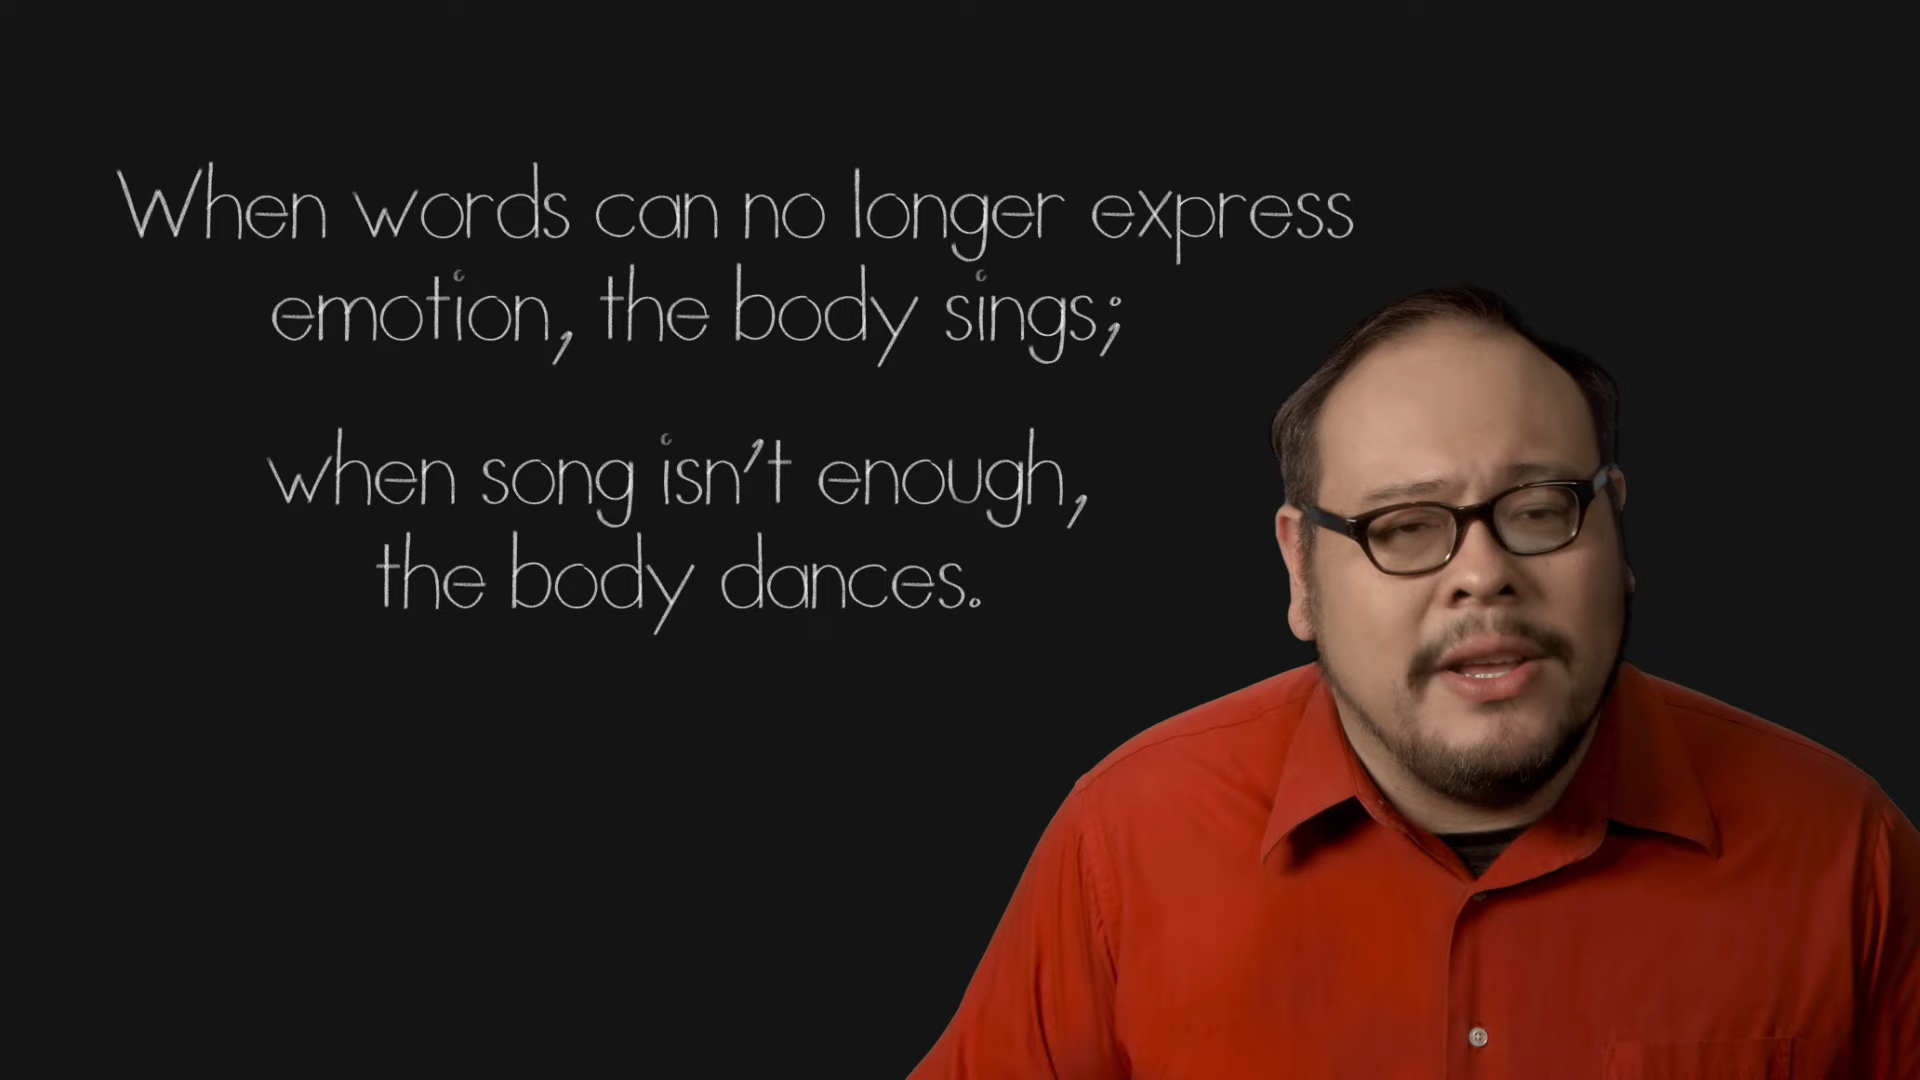 When words can no longer express
emotion, the body sings;
when song isn't enough,
the body dances.